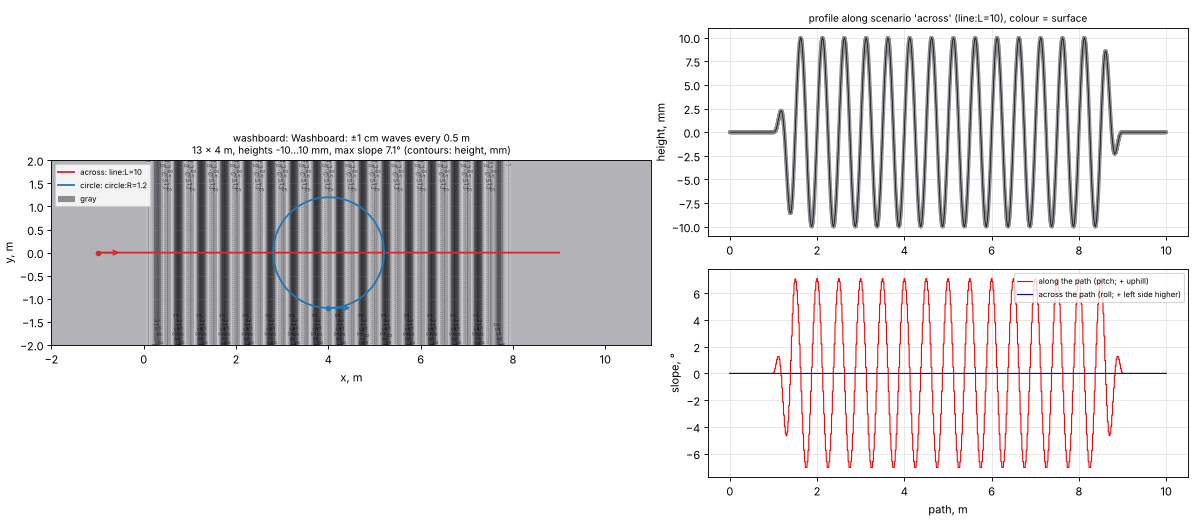 washboard: Washboard: ±1 cm waves every 0.5 m
13 × 4 m, heights -10...10 mm, max slope 7.1° (contours: height, mm)
across: line:L=10
circle: circle:R=1.2
gray
2.0
1.5
1.0
0.5
0.0
−0.5
−1.0
−1.5
−2.0
y, m
−2 0 2 4 6 8 10
x, m
profile along scenario 'across' (line:L=10), colour = surface
10.0
7.5
5.0
2.5
0.0
−2.5
−5.0
−7.5
−10.0
height, mm
0 2 4 6 8 10
along the path (pitch; + uphill)
across the path (roll; + left side higher)
6
4
2
0
−2
−4
−6
slope, °
0 2 4 6 8 10
path, m